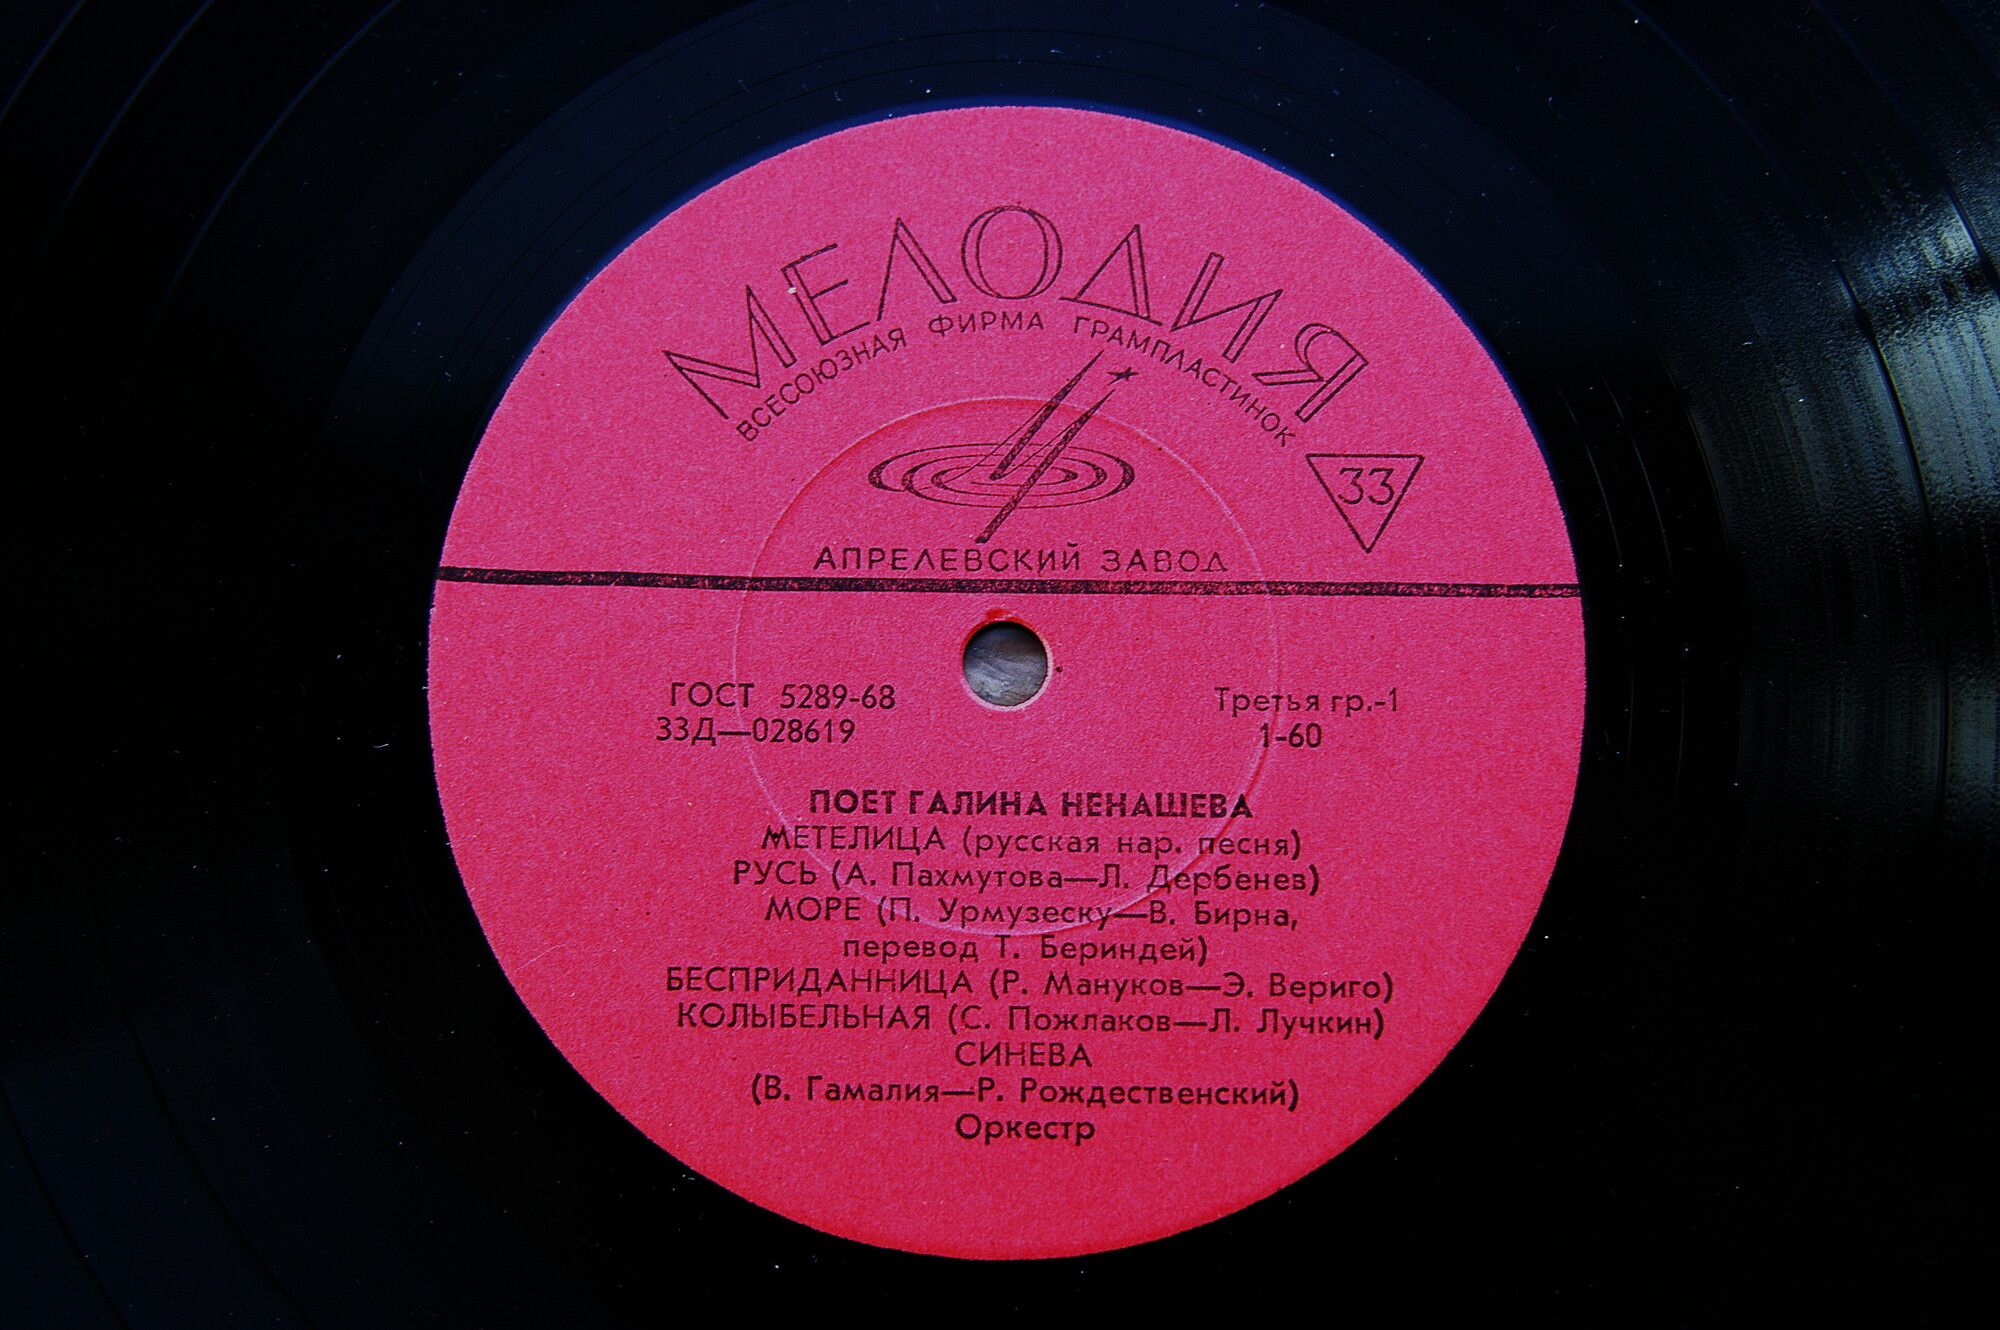 МЕЛОДИЯ
ВСЕСОЮЗНАЯ ФИРМА ГРАМПЛАСТИНОК
33
АПРЕЛЕВСКИЙ ЗАВОД
ГОСТ 5289-68
33Д—028619
Третья гр.-1
1-60
ПОЕТ ГАЛИНА НЕНАШЕВА
МЕТЕЛИЦА (русская нар. песня)
РУСЬ (А. Пахмутова—Л. Дербенев)
МОРЕ (П. Урмузеску—В. Бирна,
перевод Т. Бериндей)
БЕСПРИДАННИЦА (Р. Мануков—Э. Вериго)
КОЛЫБЕЛЬНАЯ (С. Пожлаков—Л. Лучкин)
СИНЕВА
(В. Гамалия—Р. Рождественский)
Оркестр